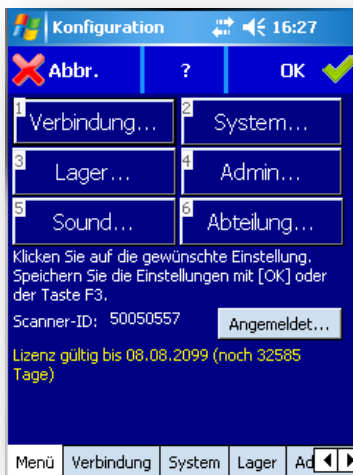 Konfiguration 16:27
Abbr. ? OK
1 Verbindung... 2 System...
3 Lager... 4 Admin...
5 Sound... 6 Abteilung...
Klicken Sie auf die gewünschte Einstellung.
Speichern Sie die Einstellungen mit [OK] oder
der Taste F3.
Scanner-ID: 50050557 Angemeldet...
Lizenz gültig bis 08.08.2099 (noch 32585
Tage)
Menü Verbindung System Lager Ad